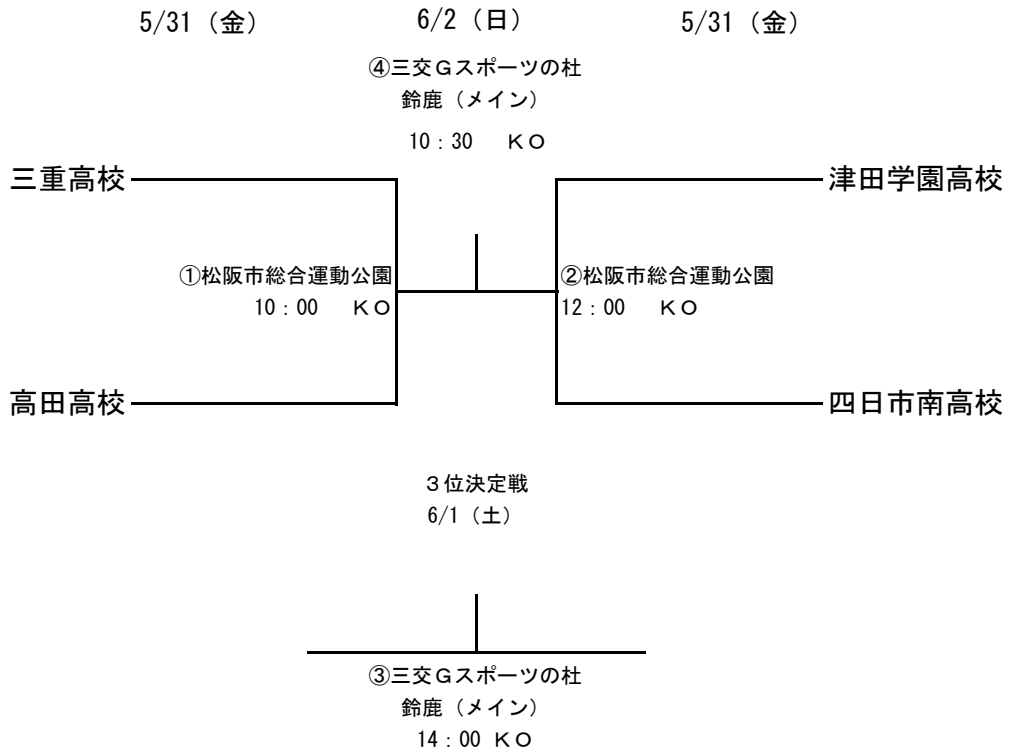 5/31（金）
6/2（日）
5/31（金）
④三交Ｇスポーツの杜
鈴鹿（メイン）
10：30　ＫＯ
三重高校
津田学園高校
①松阪市総合運動公園
10：00　ＫＯ
②松阪市総合運動公園
12：00　ＫＯ
高田高校
四日市南高校
３位決定戦
6/1（土）
③三交Ｇスポーツの杜
鈴鹿（メイン）
14：00 ＫＯ